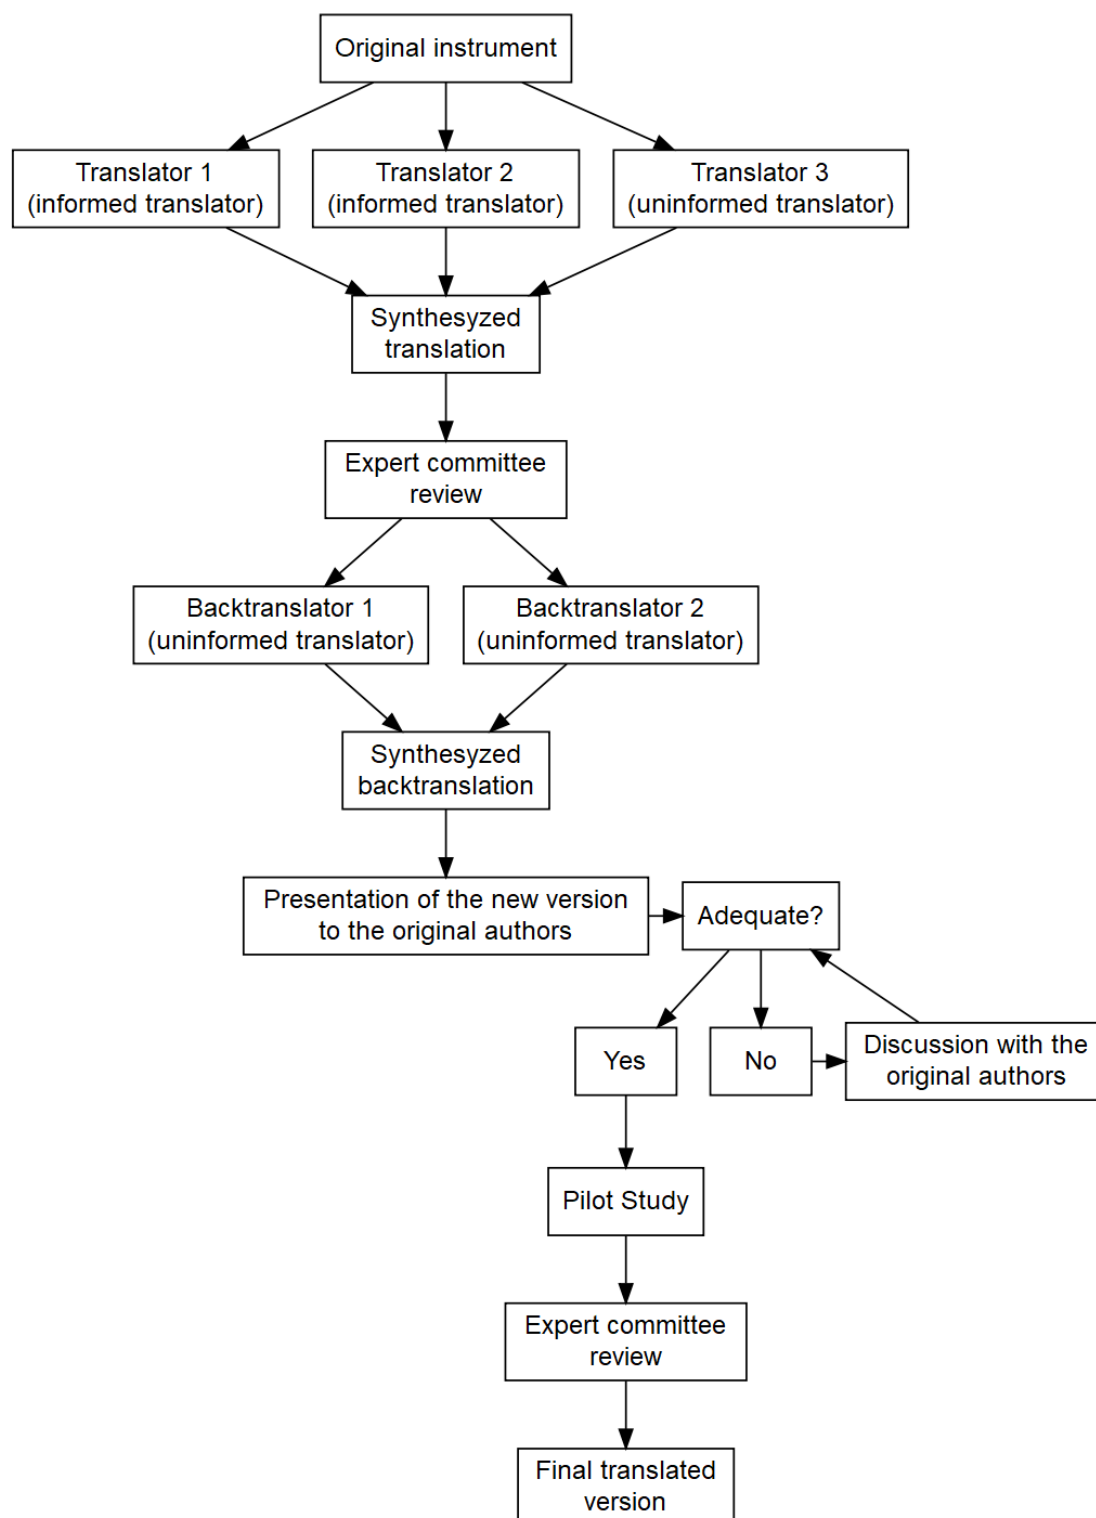 Original instrument
Translator 1
(informed translator)
Translator 2
(informed translator)
Translator 3
(uninformed translator)
Synthesyzed
translation
Expert committee
review
Backtranslator 1
(uninformed translator)
Backtranslator 2
(uninformed translator)
Synthesyzed
backtranslation
Presentation of the new version
to the original authors
Adequate?
Yes
No
Discussion with the
original authors
Pilot Study
Expert committee
review
Final translated
version